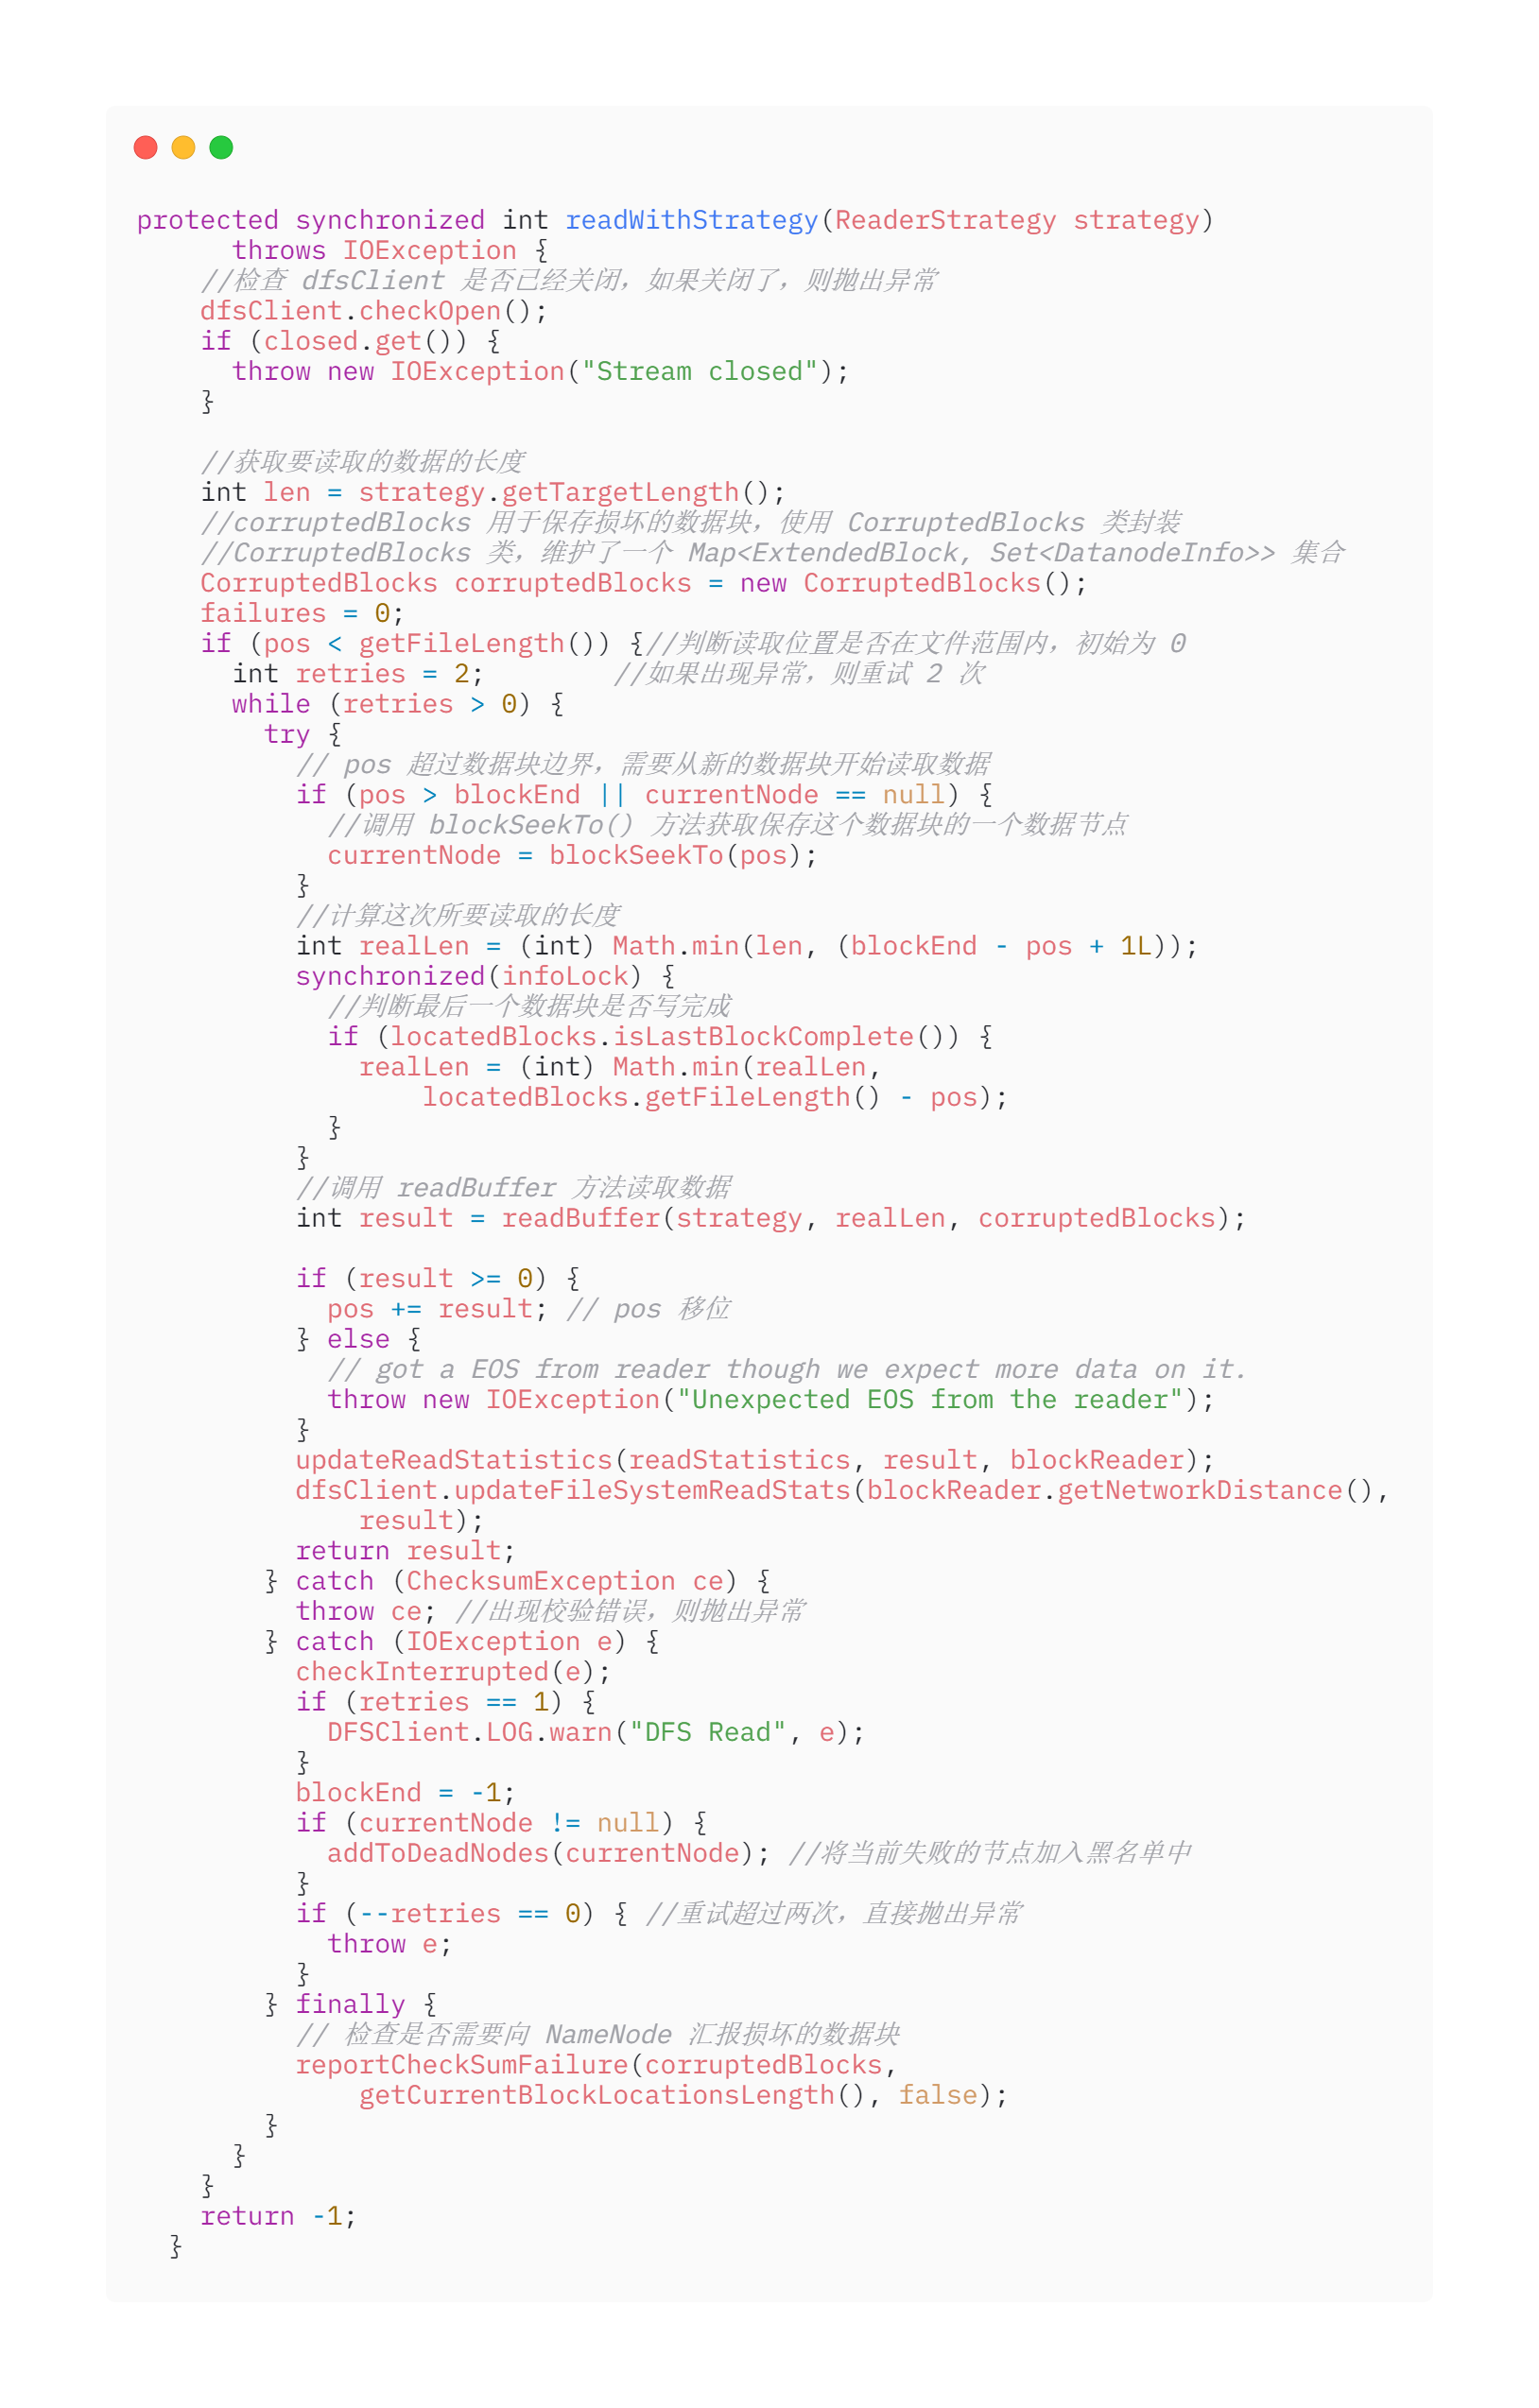 protected synchronized int readWithStrategy(ReaderStrategy strategy)
      throws IOException {
    //检查 dfsClient 是否已经关闭，如果关闭了，则抛出异常
    dfsClient.checkOpen();
    if (closed.get()) {
      throw new IOException("Stream closed");
    }

    //获取要读取的数据的长度
    int len = strategy.getTargetLength();
    //corruptedBlocks 用于保存损坏的数据块，使用 CorruptedBlocks 类封装
    //CorruptedBlocks 类，维护了一个 Map<ExtendedBlock, Set<DatanodeInfo>> 集合
    CorruptedBlocks corruptedBlocks = new CorruptedBlocks();
    failures = 0;
    if (pos < getFileLength()) {//判断读取位置是否在文件范围内，初始为 0
      int retries = 2;        //如果出现异常，则重试 2 次
      while (retries > 0) {
        try {
          // pos 超过数据块边界，需要从新的数据块开始读取数据
          if (pos > blockEnd || currentNode == null) {
            //调用 blockSeekTo() 方法获取保存这个数据块的一个数据节点
            currentNode = blockSeekTo(pos);
          }
          //计算这次所要读取的长度
          int realLen = (int) Math.min(len, (blockEnd - pos + 1L));
          synchronized(infoLock) {
            //判断最后一个数据块是否写完成
            if (locatedBlocks.isLastBlockComplete()) {
              realLen = (int) Math.min(realLen,
                  locatedBlocks.getFileLength() - pos);
            }
          }
          //调用 readBuffer 方法读取数据
          int result = readBuffer(strategy, realLen, corruptedBlocks);

          if (result >= 0) {
            pos += result; // pos 移位
          } else {
            // got a EOS from reader though we expect more data on it.
            throw new IOException("Unexpected EOS from the reader");
          }
          updateReadStatistics(readStatistics, result, blockReader);
          dfsClient.updateFileSystemReadStats(blockReader.getNetworkDistance(),
              result);
          return result;
        } catch (ChecksumException ce) {
          throw ce; //出现校验错误，则抛出异常
        } catch (IOException e) {
          checkInterrupted(e);
          if (retries == 1) {
            DFSClient.LOG.warn("DFS Read", e);
          }
          blockEnd = -1;
          if (currentNode != null) {
            addToDeadNodes(currentNode); //将当前失败的节点加入黑名单中
          }
          if (--retries == 0) { //重试超过两次，直接抛出异常
            throw e;
          }
        } finally {
          // 检查是否需要向 NameNode 汇报损坏的数据块
          reportCheckSumFailure(corruptedBlocks,
              getCurrentBlockLocationsLength(), false);
        }
      }
    }
    return -1;
  }